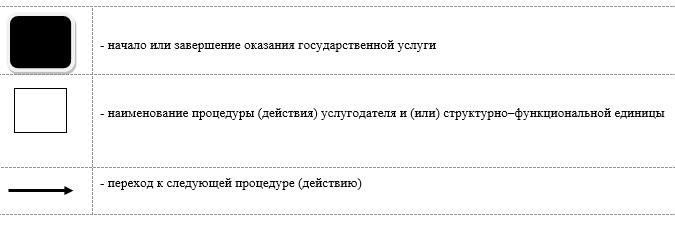 - начало или завершение оказания государственной услуги
- наименование процедуры (действия) услугодателя и (или) структурно–функциональной единицы
- переход к следующей процедуре (действию)